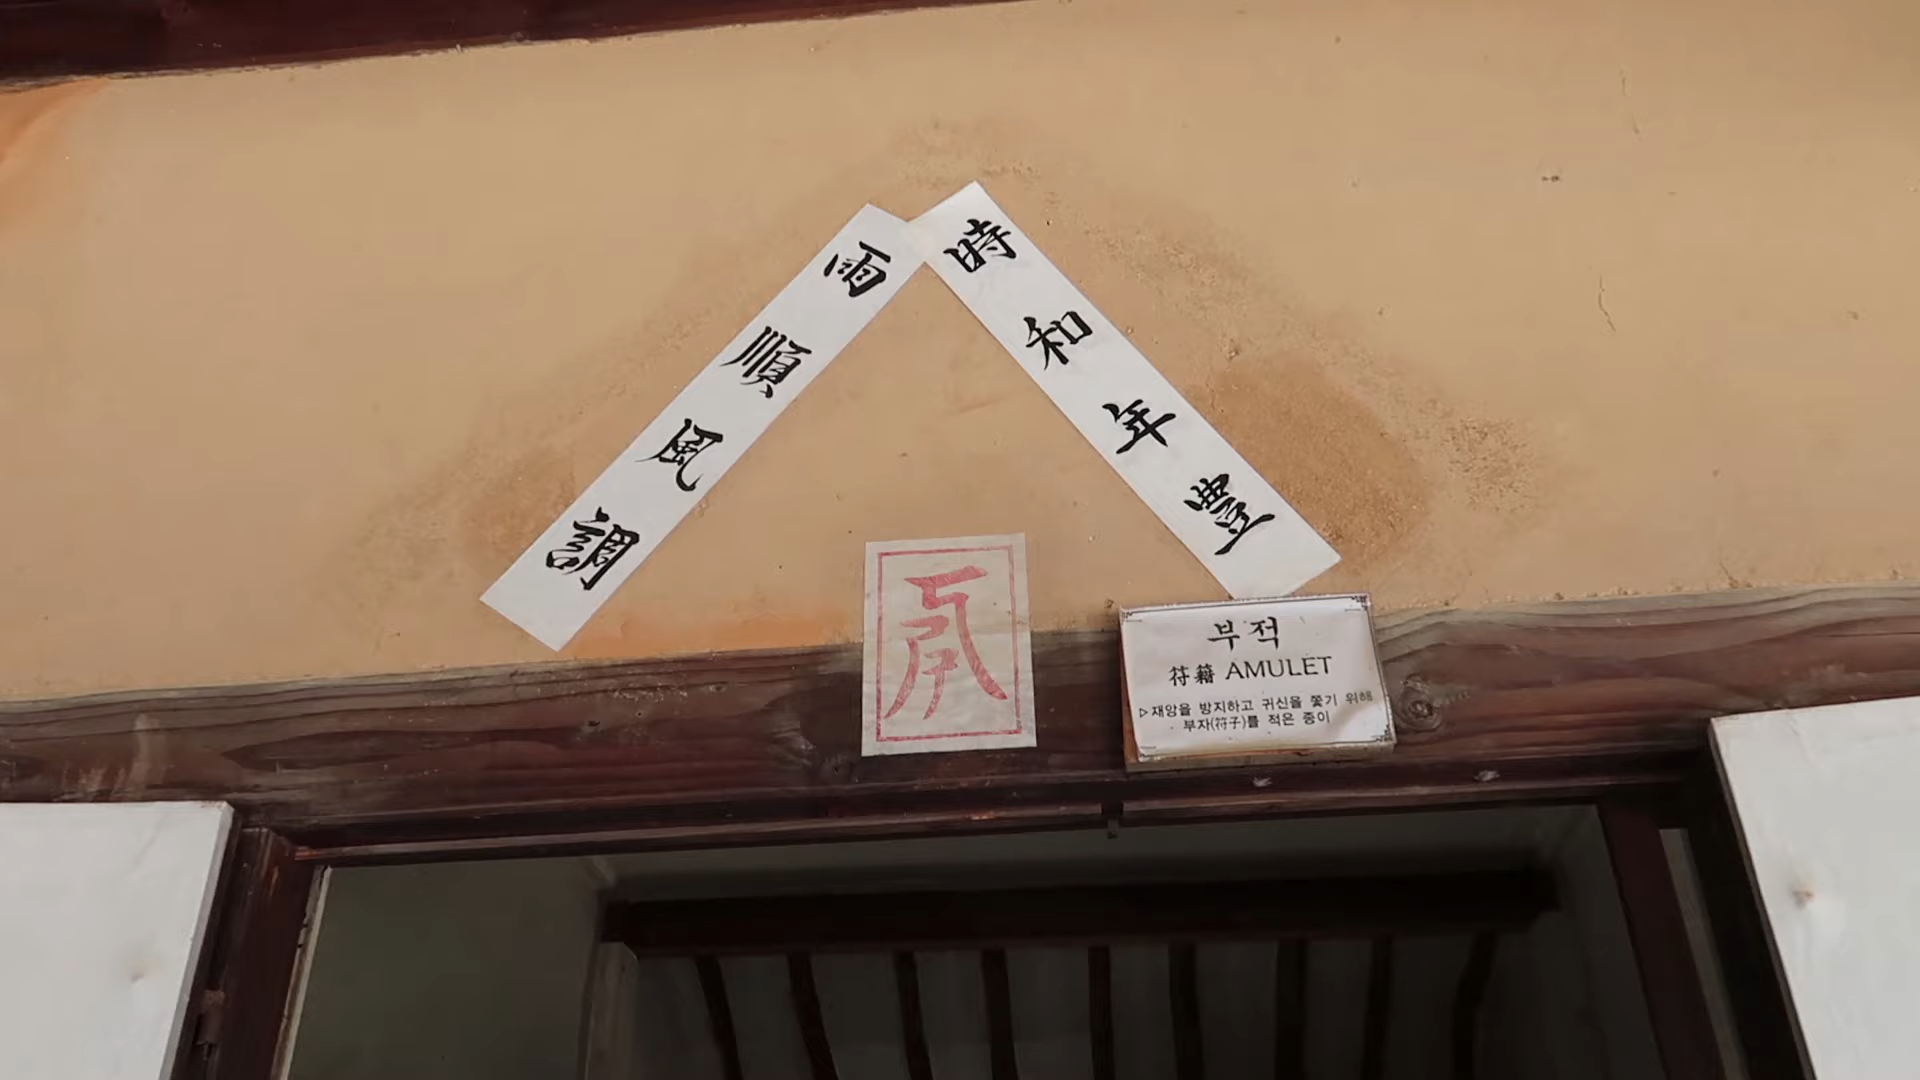 雨順風調
時和年豊
부적
符籍 AMULET
▷재앙을 방지하고 귀신을 쫓기 위해
부자(符子)를 적은 종이